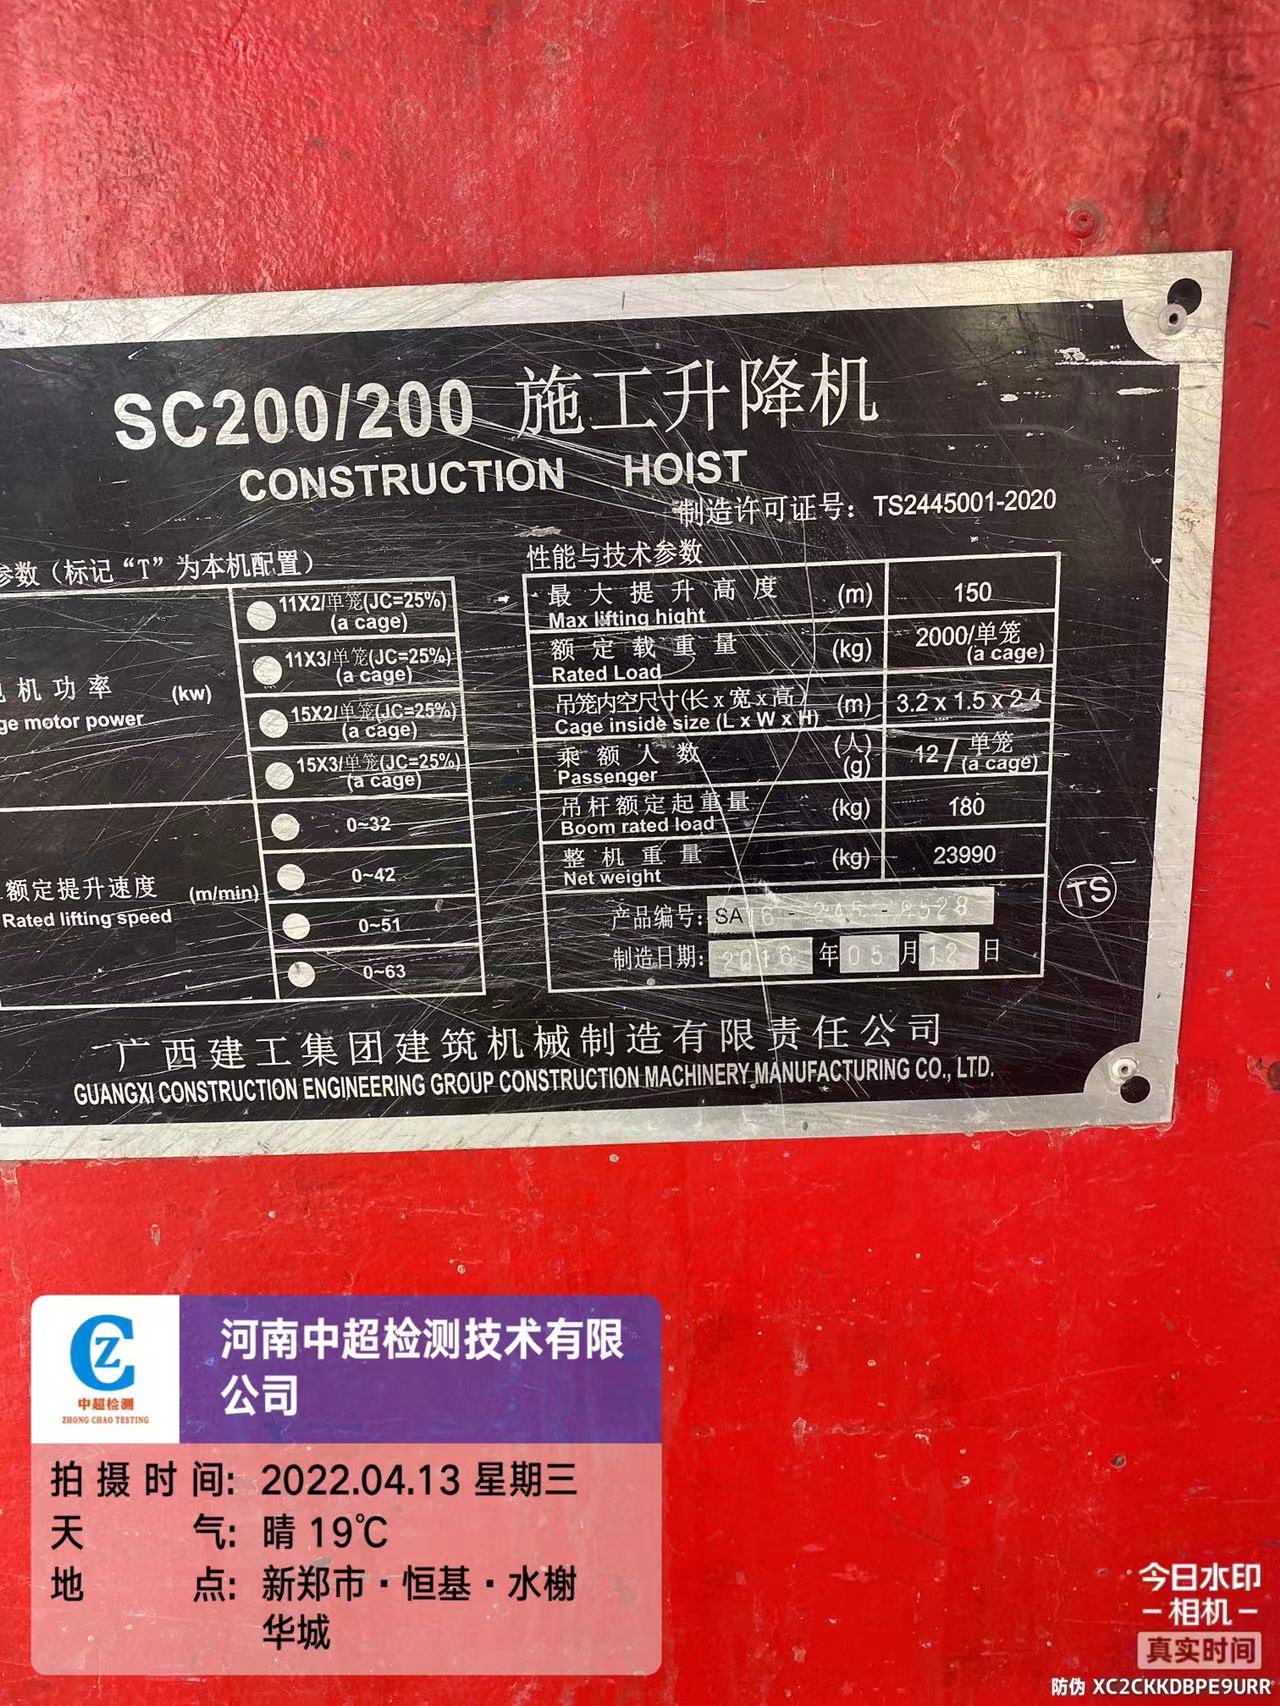 SC200/200 施工升降机
CONSTRUCTION HOIST
制造许可证号：TS2445001-2020
参数（标记“T”为本机配置）
机功率 (kw)
ge motor power
11X2/单笼(JC=25%)
(a cage)
11X3/单笼(JC=25%)
(a cage)
15X2/单笼(JC=25%)
(a cage)
15X3/单笼(JC=25%)
(a cage)
额定提升速度 (m/min)
Rated lifting speed
0~32
0~42
0~51
0~63
性能与技术参数
最大提升高度 (m) 150
Max lifting hight
额定载重量 (kg) 2000/单笼
Rated Load (a cage)
吊笼内空尺寸(长x宽x高) (m) 3.2 x 1.5 x 2.4
Cage inside size (L x W x H)
乘额人数 (人) 12/单笼
Passenger (g) (a cage)
吊杆额定起重量 (kg) 180
Boom rated load
整机重量 (kg) 23990
Net weight
产品编号: SA16-245-8528
制造日期: 2016年05月12日
TS
广西建工集团建筑机械制造有限责任公司
GUANGXI CONSTRUCTION ENGINEERING GROUP CONSTRUCTION MACHINERY MANUFACTURING CO., LTD.
CZ
中超检测
ZHONG CHAO TESTING
河南中超检测技术有限
公司
拍摄时间: 2022.04.13 星期三
天气: 晴 19℃
地点: 新郑市·恒基·水榭
华城
今日水印
-相机-
真实时间
防伪 XC2CKKDBPE9URR